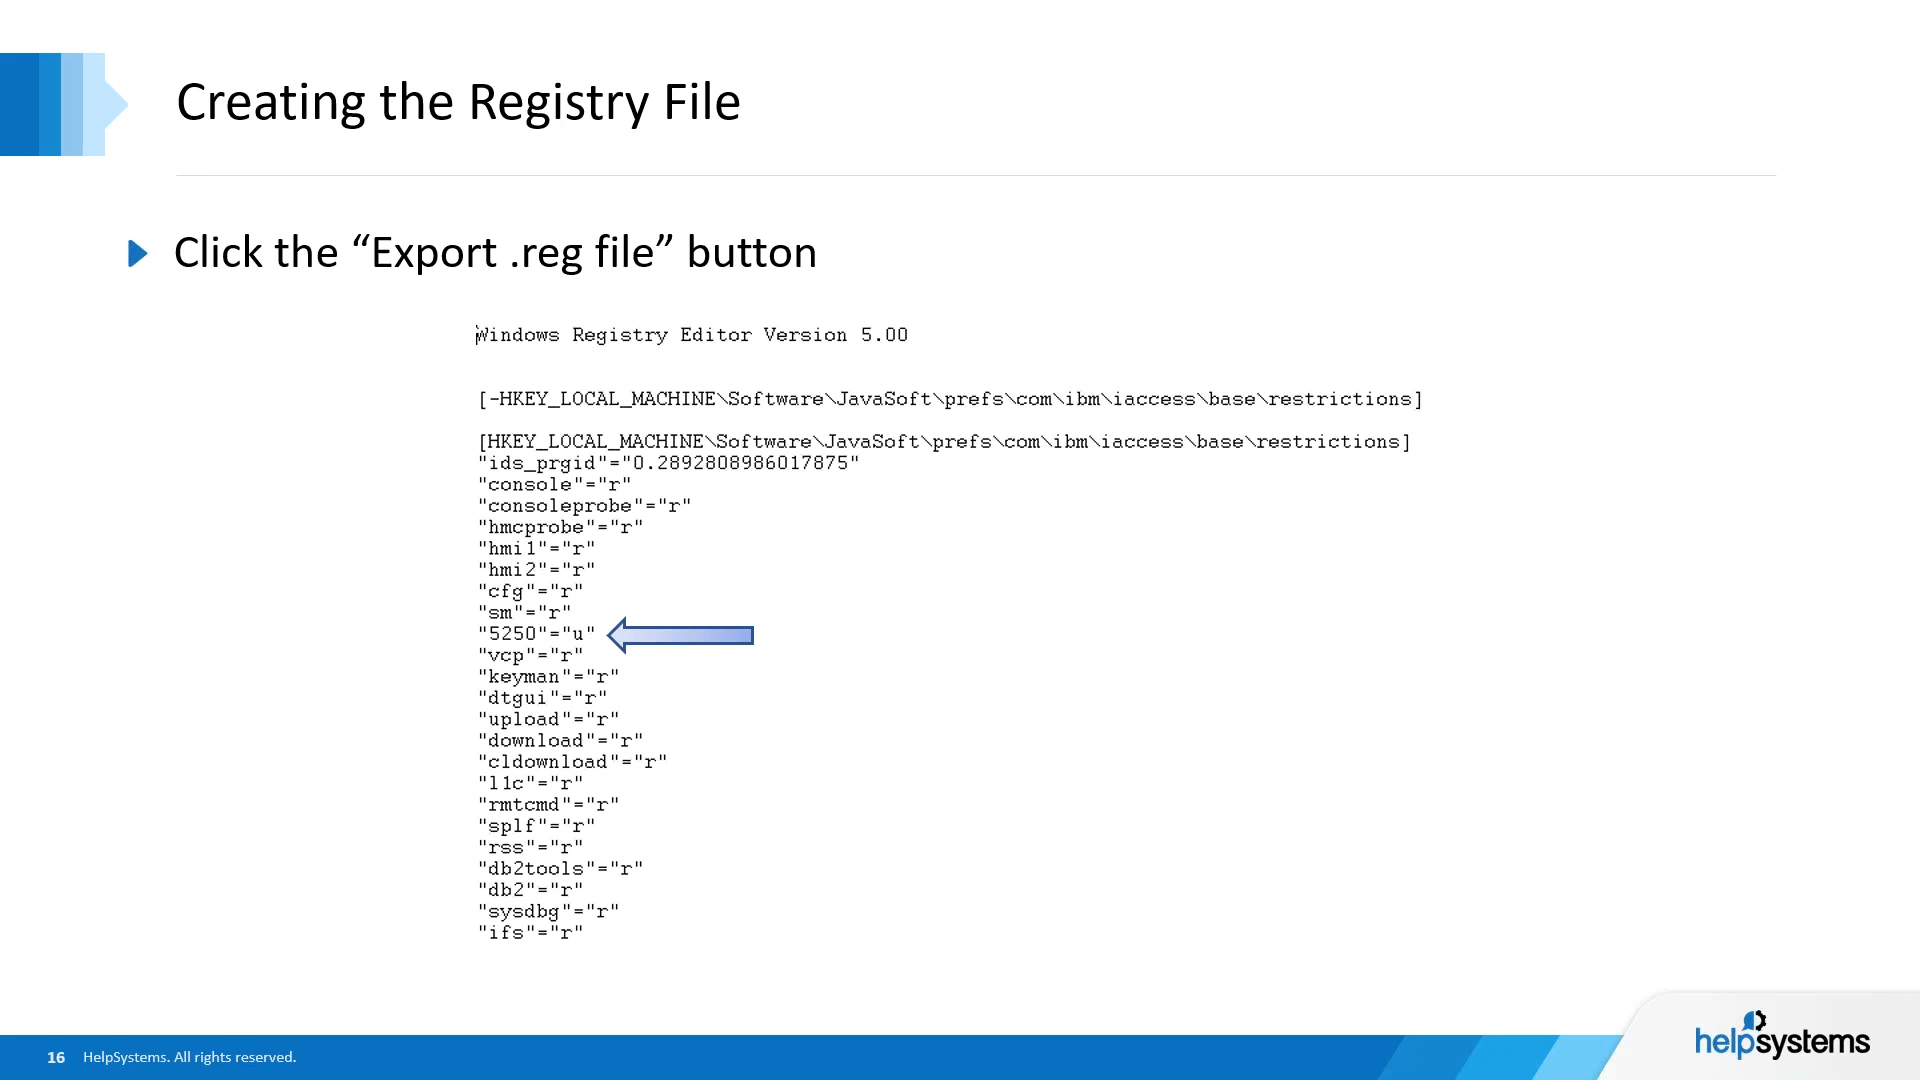 Creating the Registry File
Click the “Export .reg file” button
Windows Registry Editor Version 5.00
[-HKEY_LOCAL_MACHINE\Software\JavaSoft\prefs\com\ibm\iaccess\base\restrictions]
[HKEY_LOCAL_MACHINE\Software\JavaSoft\prefs\com\ibm\iaccess\base\restrictions]
"ids_prgid"="0.2892808986017875"
"console"="r"
"consoleprobe"="r"
"hmcprobe"="r"
"hmi1"="r"
"hmi2"="r"
"cfg"="r"
"sm"="r"
"5250"="u"
"vcp"="r"
"keyman"="r"
"dtgui"="r"
"upload"="r"
"download"="r"
"cldownload"="r"
"l1c"="r"
"rmtcmd"="r"
"splf"="r"
"rss"="r"
"db2tools"="r"
"db2"="r"
"sysdbg"="r"
"ifs"="r"
16 HelpSystems. All rights reserved.
helpsystems